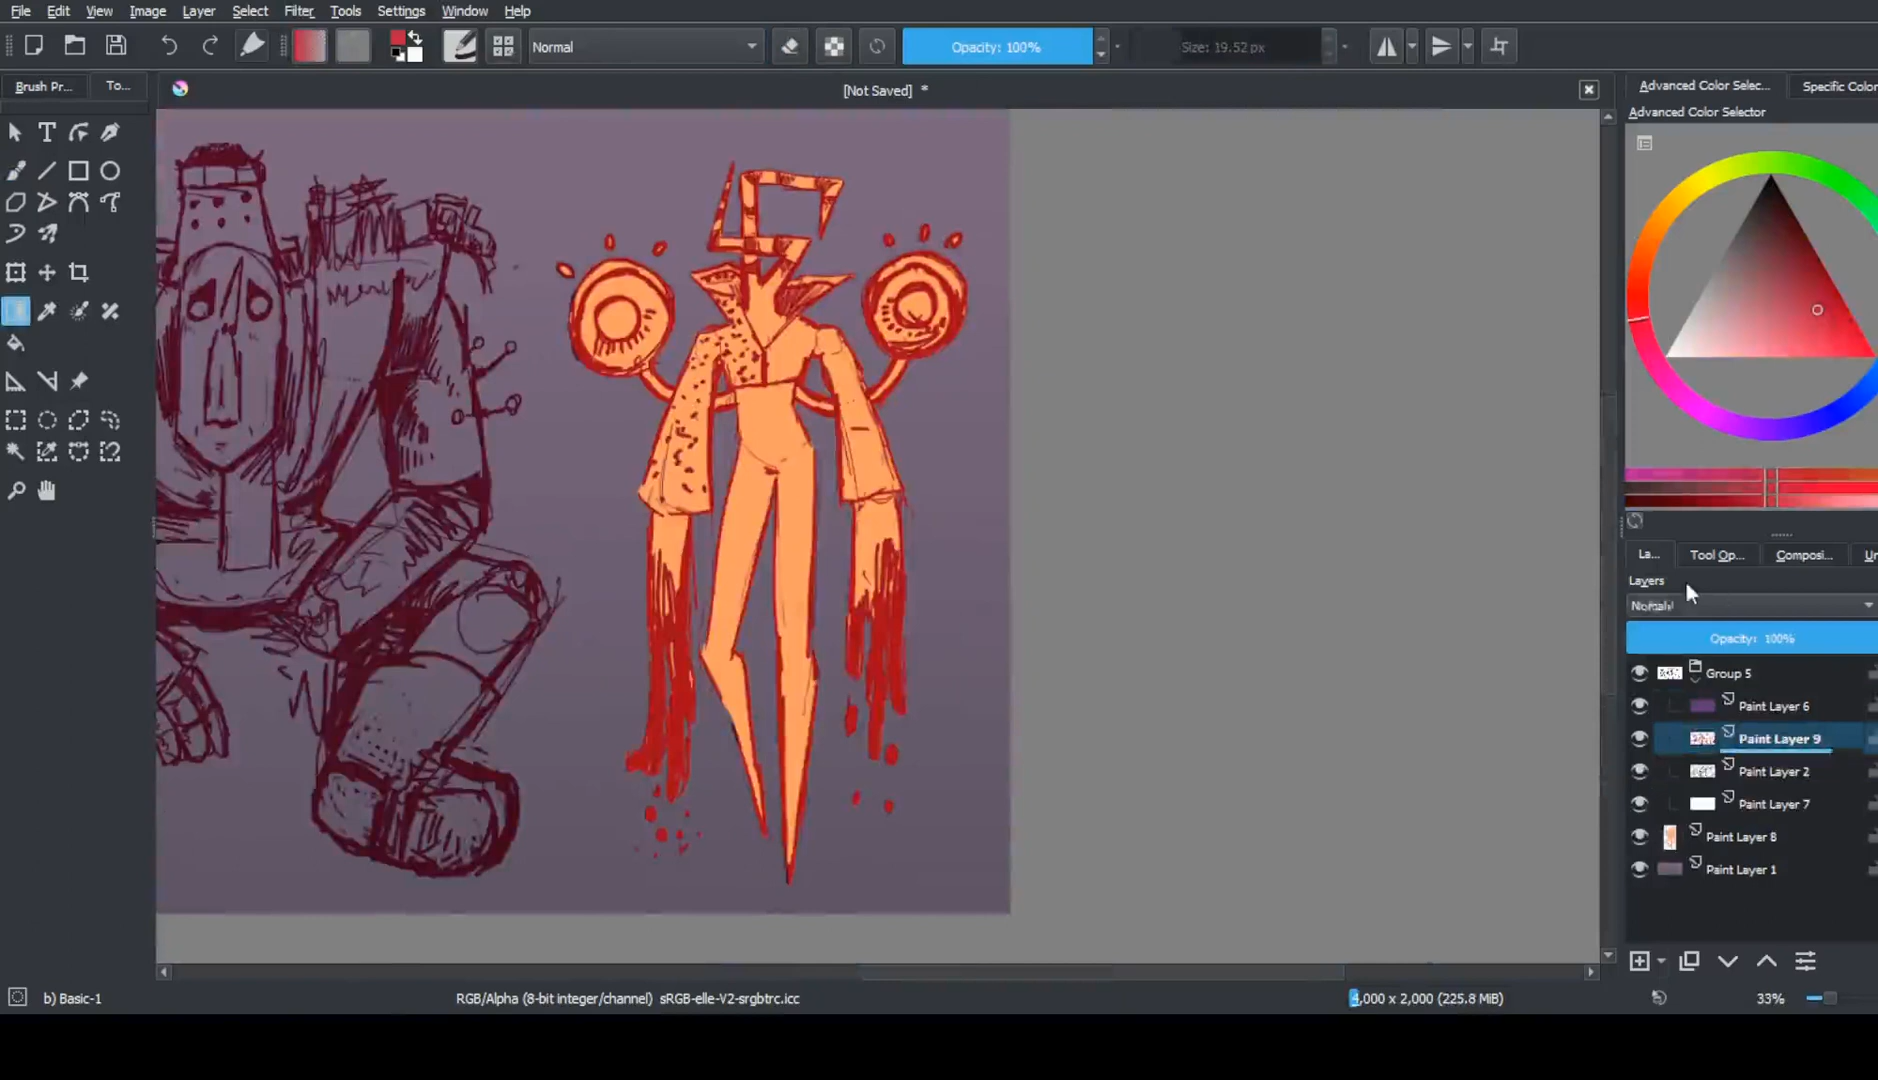 File Edit View Select Image Layer Select Filter Tools Settings Window Help
Normal
Opacity: 100%
Size: 19.52 px
Brush Pr...
To...
[Not Saved] *
Advanced Color Selec...
Specific Color
Advanced Color Selector
La...
Tool Op...
Composi...
Un
Layers
Normal
Opacity: 100%
Group 5
Paint Layer 6
Paint Layer 9
Paint Layer 2
Paint Layer 7
Paint Layer 8
Paint Layer 1
b) Basic-1
RGB/Alpha (8-bit integer/channel) sRGB-elle-V2-srgbtrc.icc
4,000 x 2,000 (225.8 MiB)
33%